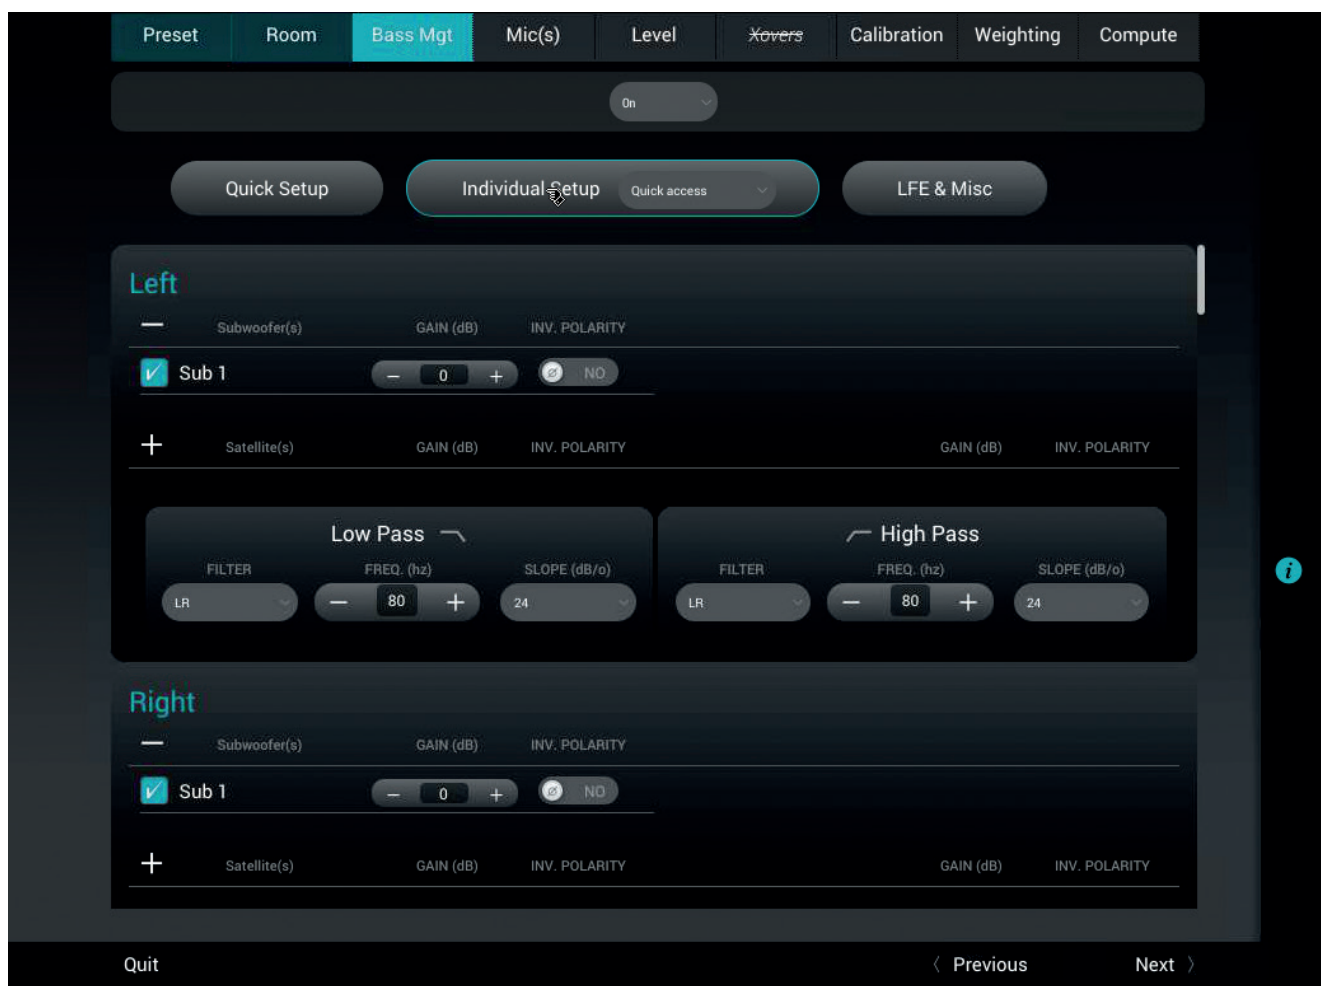 Preset Room Bass Mgt Mic(s) Level Xovers Calibration Weighting Compute
On
Quick Setup Individual Setup Quick access LFE & Misc
Left
Subwoofer(s) GAIN (dB) INV. POLARITY
Sub 1 − 0 + NO
Satellite(s) GAIN (dB) INV. POLARITY GAIN (dB) INV. POLARITY
Low Pass High Pass
FILTER FREQ. (hz) SLOPE (dB/o) FILTER FREQ. (hz) SLOPE (dB/o)
LR − 80 + 24 LR − 80 + 24
i
Right
Subwoofer(s) GAIN (dB) INV. POLARITY
Sub 1 − 0 + NO
Satellite(s) GAIN (dB) INV. POLARITY GAIN (dB) INV. POLARITY
Quit Previous Next